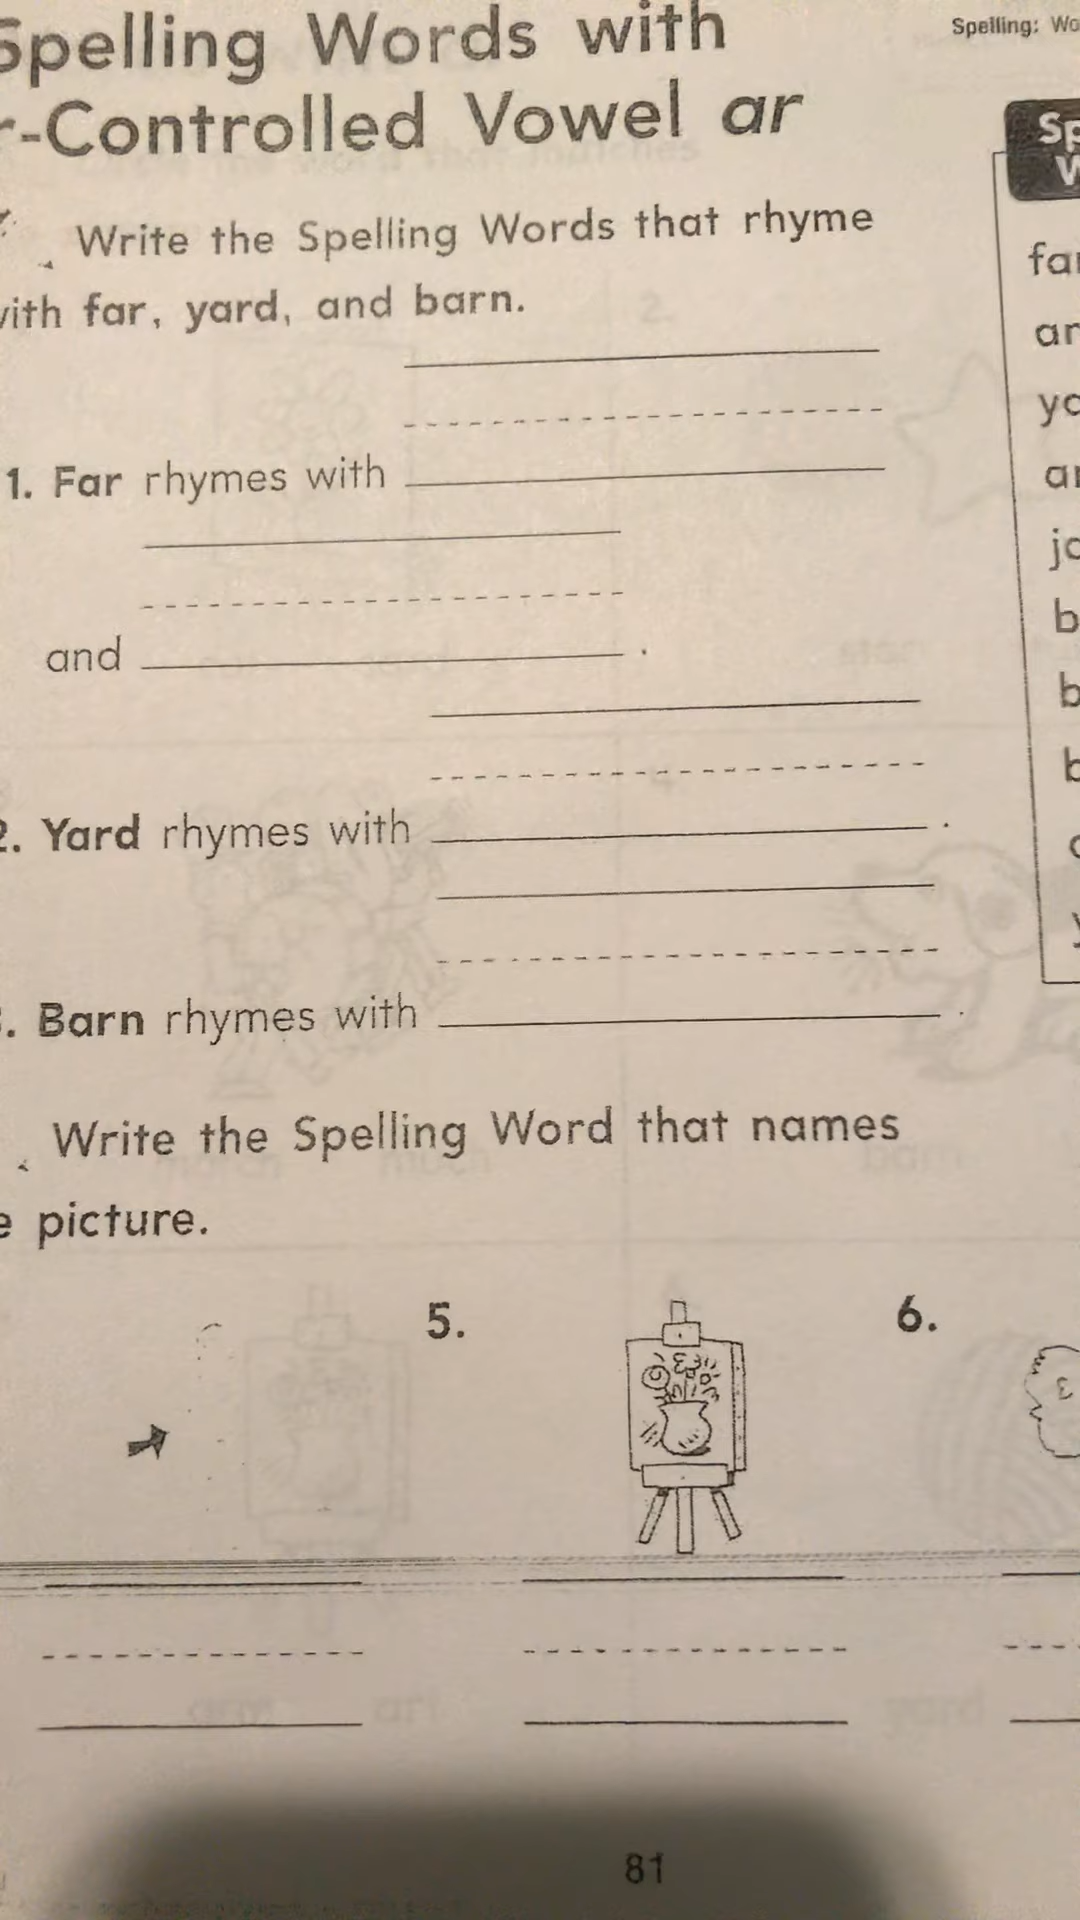 Spelling Words with
r-Controlled Vowel ar
Spelling: Wo
Sp
W
Write the Spelling Words that rhyme
with far, yard, and barn.
1. Far rhymes with
and .
2. Yard rhymes with .
. Barn rhymes with .
Write the Spelling Word that names
e picture.
5.
6.
81